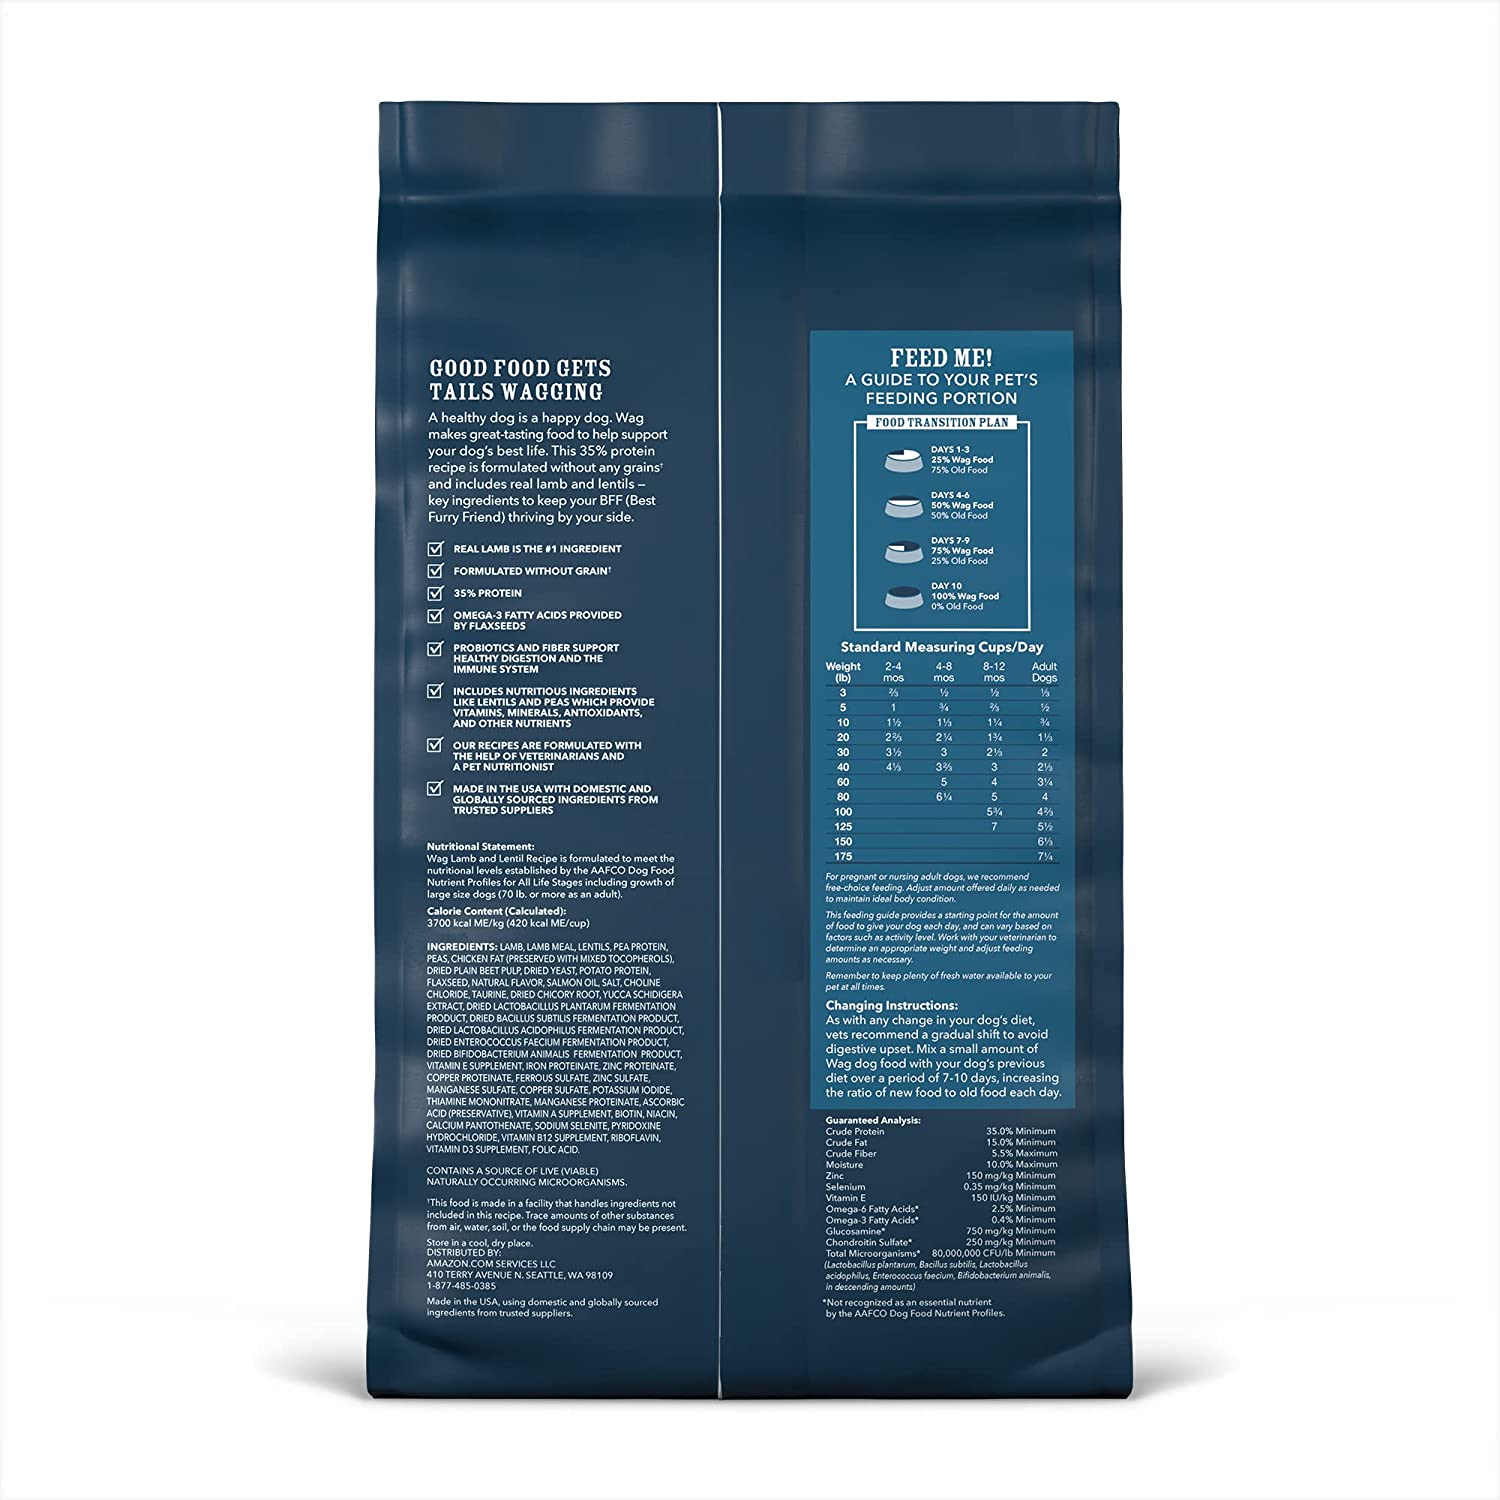 GOOD FOOD GETS
TAILS WAGGING
A healthy dog is a happy dog. Wag
makes great-tasting food to help support
your dog's best life. This 35% protein
recipe is formulated without any grains†
and includes real lamb and lentils –
key ingredients to keep your BFF (Best
Furry Friend) thriving by your side.
REAL LAMB IS THE #1 INGREDIENT
FORMULATED WITHOUT GRAIN†
35% PROTEIN
OMEGA-3 FATTY ACIDS PROVIDED
BY FLAXSEEDS
PROBIOTICS AND FIBER SUPPORT
HEALTHY DIGESTION AND THE
IMMUNE SYSTEM
INCLUDES NUTRITIOUS INGREDIENTS
LIKE LENTILS AND PEAS WHICH PROVIDE
VITAMINS, MINERALS, ANTIOXIDANTS,
AND OTHER NUTRIENTS
OUR RECIPES ARE FORMULATED WITH
THE HELP OF VETERINARIANS AND
A PET NUTRITIONIST
MADE IN THE USA WITH DOMESTIC AND
GLOBALLY SOURCED INGREDIENTS FROM
TRUSTED SUPPLIERS
Nutritional Statement:
Wag Lamb and Lentil Recipe is formulated to meet the
nutritional levels established by the AAFCO Dog Food
Nutrient Profiles for All Life Stages including growth of
large size dogs (70 lb. or more as an adult).
Calorie Content (Calculated):
3700 kcal ME/kg (420 kcal ME/cup)
INGREDIENTS: LAMB, LAMB MEAL, LENTILS, PEA PROTEIN,
PEAS, CHICKEN FAT (PRESERVED WITH MIXED TOCOPHEROLS),
DRIED PLAIN BEET PULP, DRIED YEAST, POTATO PROTEIN,
FLAXSEED, NATURAL FLAVOR, SALMON OIL, SALT, CHOLINE
CHLORIDE, TAURINE, DRIED CHICORY ROOT, YUCCA SCHIDIGERA
EXTRACT, DRIED LACTOBACILLUS PLANTARUM FERMENTATION
PRODUCT, DRIED BACILLUS SUBTILIS FERMENTATION PRODUCT,
DRIED LACTOBACILLUS ACIDOPHILUS FERMENTATION PRODUCT,
DRIED ENTEROCOCCUS FAECIUM FERMENTATION PRODUCT,
DRIED BIFIDOBACTERIUM ANIMALIS FERMENTATION PRODUCT,
VITAMIN E SUPPLEMENT, IRON PROTEINATE, ZINC PROTEINATE,
COPPER PROTEINATE, FERROUS SULFATE, ZINC SULFATE,
MANGANESE SULFATE, COPPER SULFATE, POTASSIUM IODIDE,
THIAMINE MONONITRATE, MANGANESE PROTEINATE, ASCORBIC
ACID (PRESERVATIVE), VITAMIN A SUPPLEMENT, BIOTIN, NIACIN,
CALCIUM PANTOTHENATE, SODIUM SELENITE, PYRIDOXINE
HYDROCHLORIDE, VITAMIN B12 SUPPLEMENT, RIBOFLAVIN,
VITAMIN D3 SUPPLEMENT, FOLIC ACID.
CONTAINS A SOURCE OF LIVE (VIABLE)
NATURALLY OCCURRING MICROORGANISMS.
†This food is made in a facility that handles ingredients not
included in this recipe. Trace amounts of other substances
from air, water, soil, or the food supply chain may be present.
Store in a cool, dry place.
DISTRIBUTED BY:
AMAZON.COM SERVICES LLC
410 TERRY AVENUE N. SEATTLE, WA 98109
1-877-485-0385
Made in the USA, using domestic and globally sourced
ingredients from trusted suppliers.
FEED ME!
A GUIDE TO YOUR PET'S
FEEDING PORTION
FOOD TRANSITION PLAN
DAYS 1-3
25% Wag Food
75% Old Food
DAYS 4-6
50% Wag Food
50% Old Food
DAYS 7-9
75% Wag Food
25% Old Food
DAY 10
100% Wag Food
0% Old Food
Standard Measuring Cups/Day
Weight 2-4 4-8 8-12 Adult
(lb) mos mos mos Dogs
3 ⅔ ½ ½ ⅓
5 1 ¾ ⅔ ½
10 1½ 1⅓ 1¼ ¾
20 2⅔ 2¼ 1¾ 1⅓
30 3½ 3 2⅓ 2
40 4⅓ 3⅔ 3 2⅓
60 5 4 3¼
80 6¼ 5 4
100 5¾ 4⅔
125 7 5½
150 6⅓
175 7¼
For pregnant or nursing adult dogs, we recommend
free-choice feeding. Adjust amount offered daily as needed
to maintain ideal body condition.
This feeding guide provides a starting point for the amount
of food to give your dog each day, and can vary based on
factors such as activity level. Work with your veterinarian to
determine an appropriate weight and adjust feeding
amounts as necessary.
Remember to keep plenty of fresh water available to your
pet at all times.
Changing Instructions:
As with any change in your dog's diet,
vets recommend a gradual shift to avoid
digestive upset. Mix a small amount of
Wag dog food with your dog's previous
diet over a period of 7-10 days, increasing
the ratio of new food to old food each day.
Guaranteed Analysis:
Crude Protein 35.0% Minimum
Crude Fat 15.0% Minimum
Crude Fiber 5.5% Maximum
Moisture 10.0% Maximum
Zinc 150 mg/kg Minimum
Selenium 0.35 mg/kg Minimum
Vitamin E 150 IU/kg Minimum
Omega-6 Fatty Acids* 2.5% Minimum
Omega-3 Fatty Acids* 0.4% Minimum
Glucosamine* 750 mg/kg Minimum
Chondroitin Sulfate* 250 mg/kg Minimum
Total Microorganisms* 80,000,000 CFU/lb Minimum
(Lactobacillus plantarum, Bacillus subtilis, Lactobacillus
acidophilus, Enterococcus faecium, Bifidobacterium animalis,
in descending amounts)
*Not recognized as an essential nutrient
by the AAFCO Dog Food Nutrient Profiles.